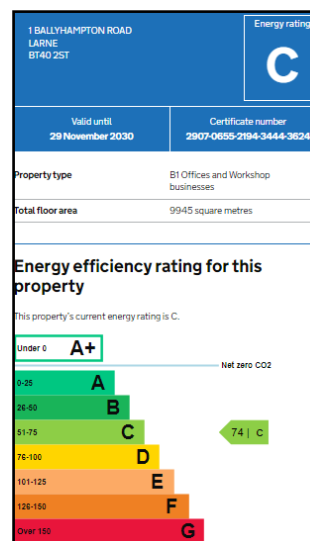 Energy rating
1 BALLYHAMPTON ROAD
LARNE
BT40 2ST
C
Valid until
29 November 2030
Certificate number
2907-0655-2194-3444-3624
Property type
B1 Offices and Workshop
businesses
Total floor area
9945 square metres
Energy efficiency rating for this
property
This property's current energy rating is C.
Under 0 A+
Net zero CO2
0-25 A
26-50 B
51-75 C 74 | C
76-100 D
101-125 E
126-150 F
Over 150 G